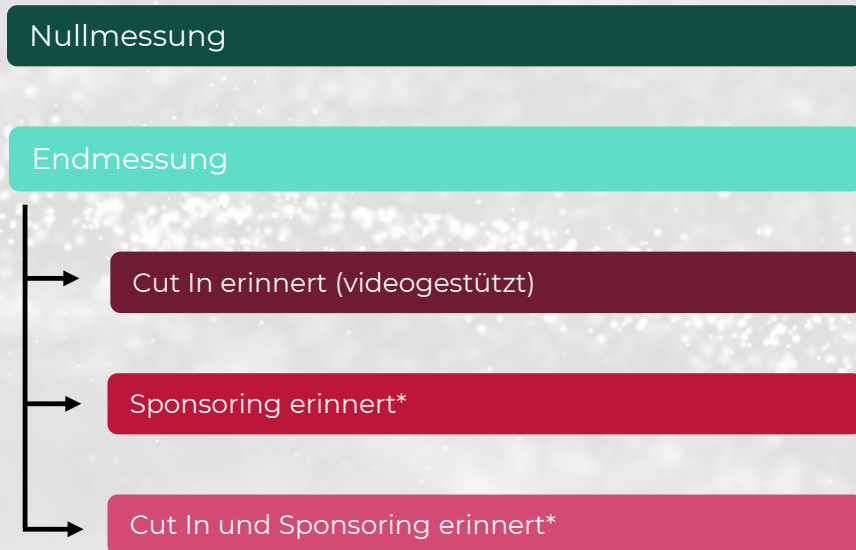 Nullmessung
Endmessung
Cut In erinnert (videogestützt)
Sponsoring erinnert*
Cut In und Sponsoring erinnert*